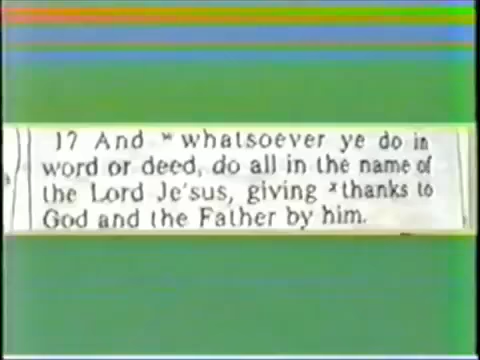 17 And ʷ whatsoever ye do in
word or deed, do all in the name of
the Lord Je'sus, giving ˣ thanks to
God and the Father by him.